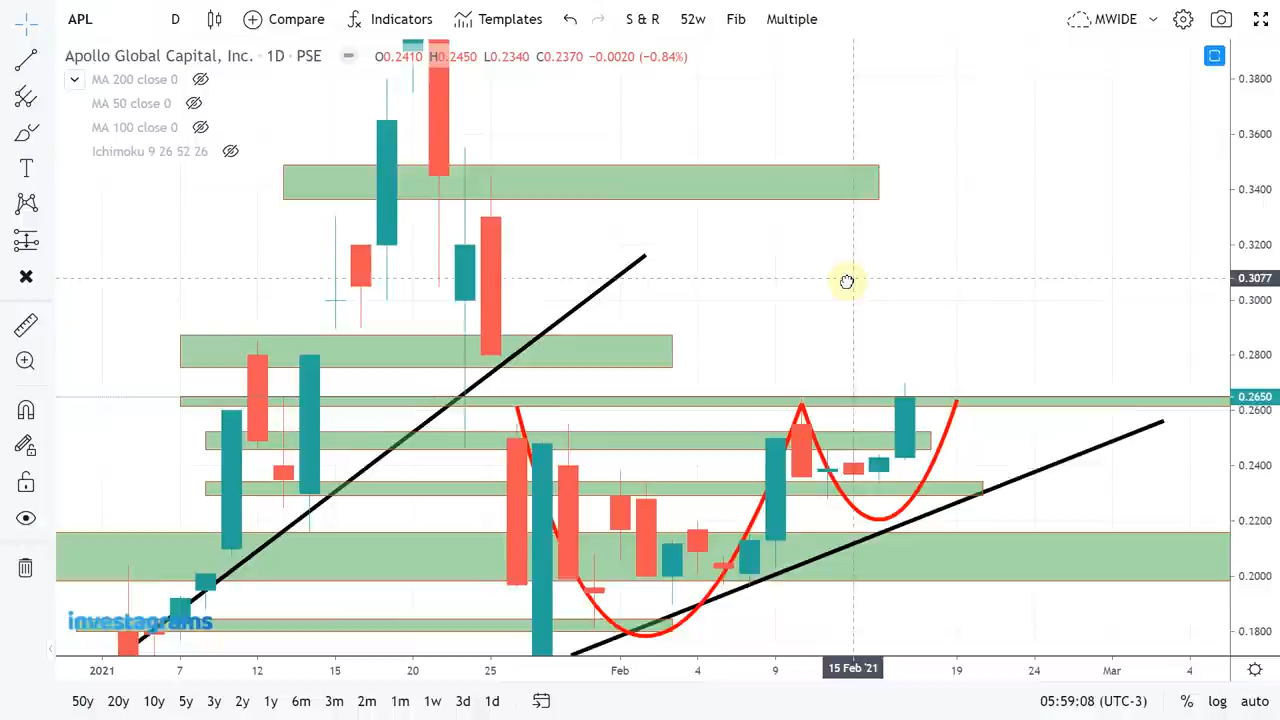 APL D Compare Indicators Templates S & R 52w Fib Multiple MWIDE
Apollo Global Capital, Inc. · 1D · PSE O0.2410 H0.2450 L0.2340 C0.2370 −0.0020 (−0.84%)
MA 200 close 0
MA 50 close 0
MA 100 close 0
Ichimoku 9 26 52 26
0.3800
0.3600
0.3400
0.3200
0.3077
0.3000
0.2800
0.2650
0.2600
0.2400
0.2200
0.2000
0.1800
investagrams
2021 7 12 15 20 25 Feb 4 9 15 Feb '21 19 24 Mar 4
50y 20y 10y 5y 3y 2y 1y 6m 3m 2m 1m 1w 3d 1d 05:59:08 (UTC-3) % log auto